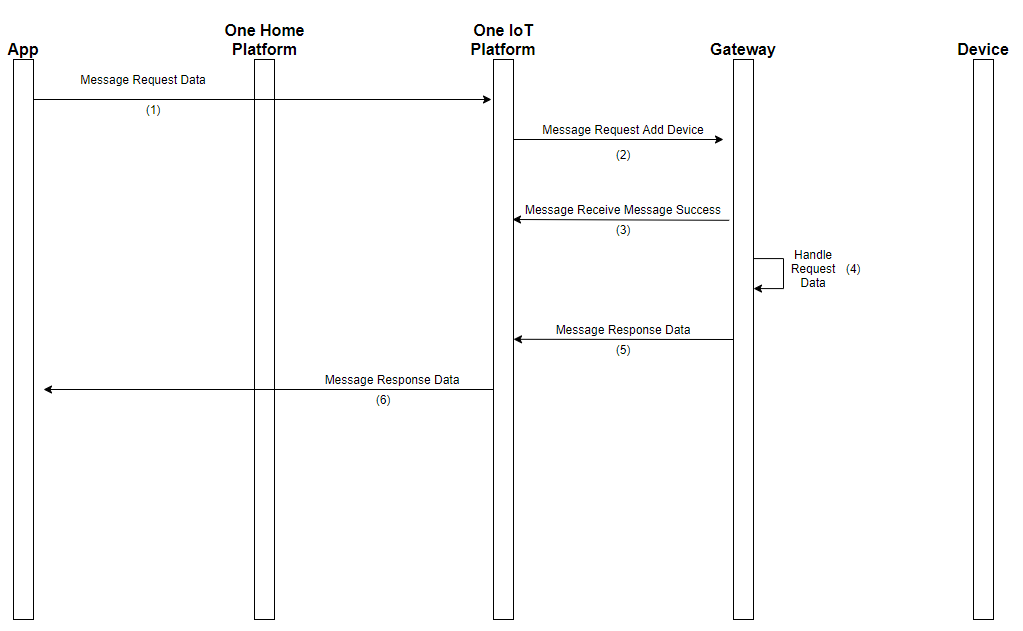 App
One Home
Platform
One IoT
Platform
Gateway
Device
Message Request Data
(1)
Message Request Add Device
(2)
Message Receive Message Success
(3)
Handle
Request
Data
(4)
Message Response Data
(5)
Message Response Data
(6)